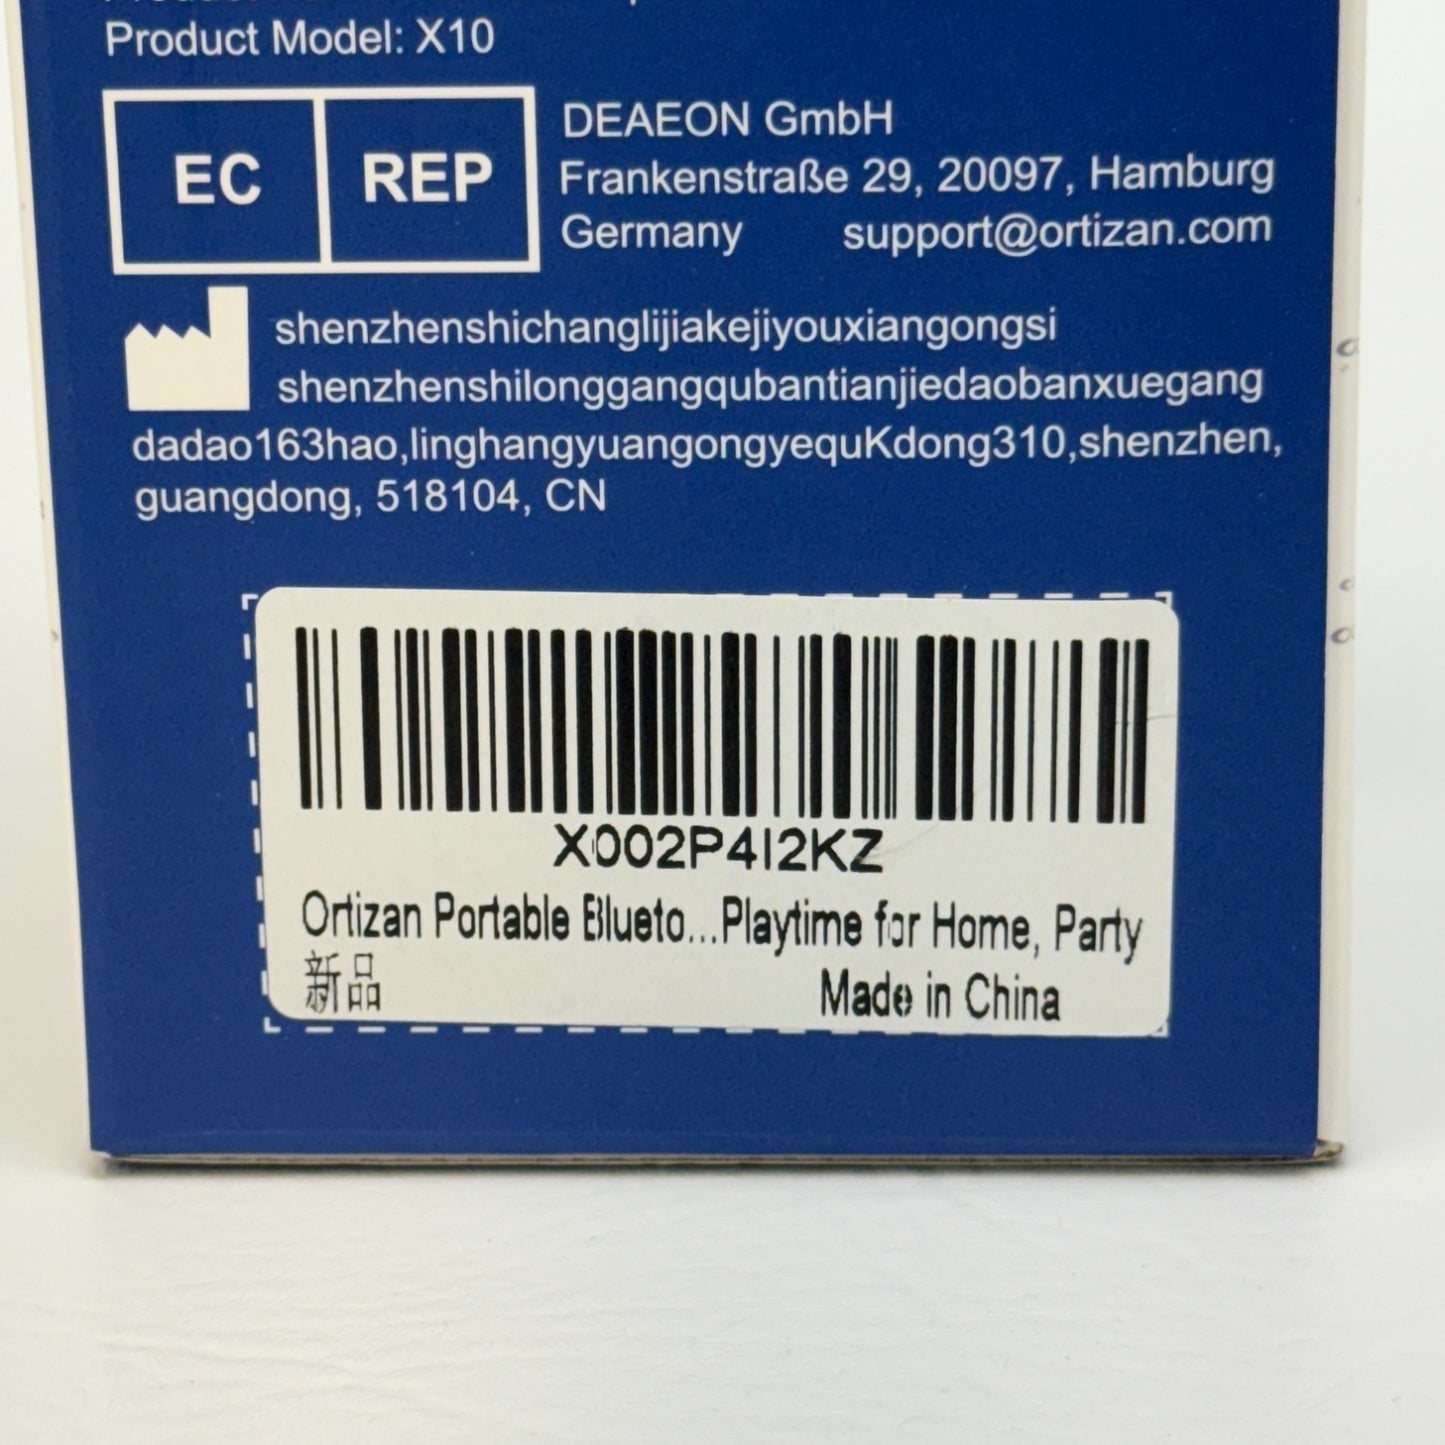 Product Model: X10
EC REP
DEAEON GmbH
Frankenstraße 29, 20097, Hamburg
Germany support@ortizan.com
shenzhenshichanglijiakejiyouxiangongsi
shenzhenshilonggangqubantianjiedaobanxuegang
dadao163hao,linghangyuangongyequKdong310,shenzhen,
guangdong, 518104, CN
X002P4I2KZ
Ortizan Portable Blueto...Playtime for Home, Party
新品
Made in China